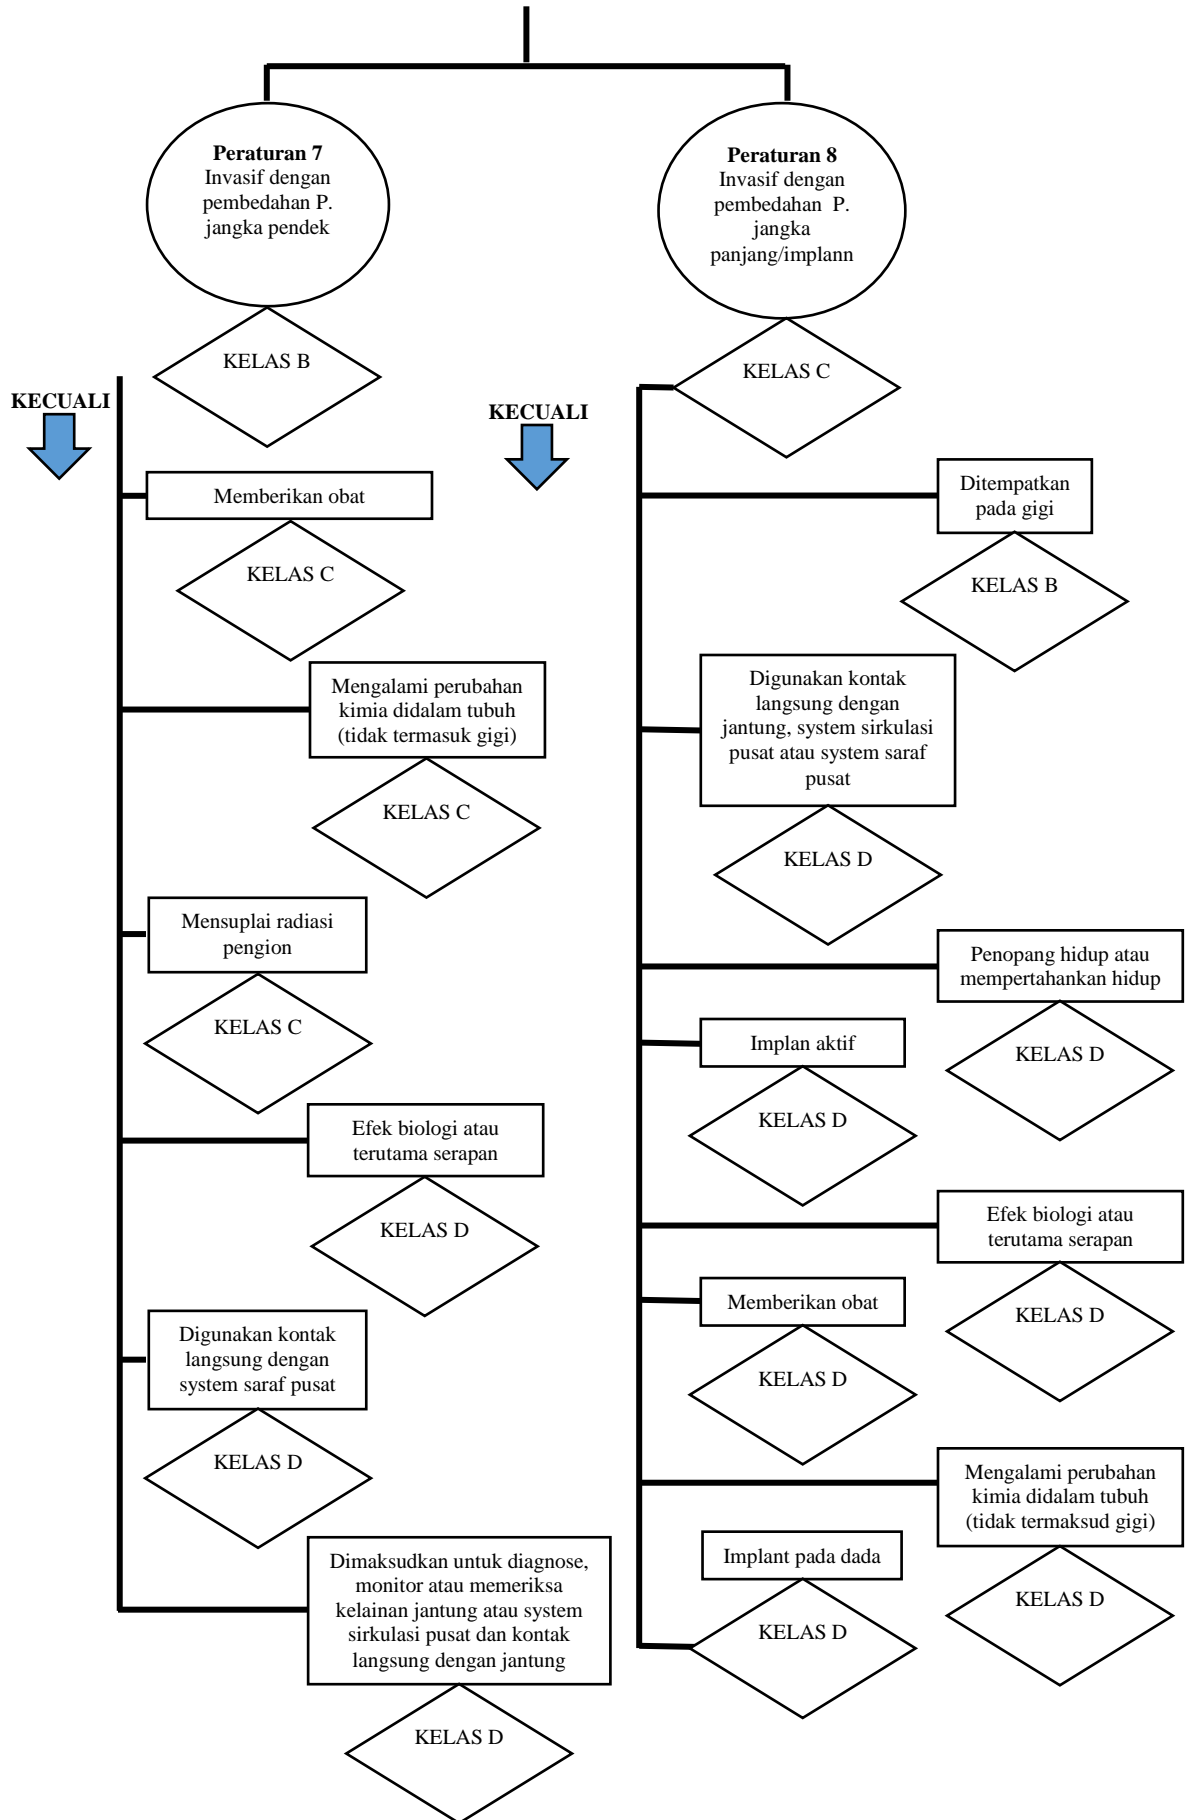 Peraturan 7
Invasif dengan
pembedahan P.
jangka pendek
KELAS B
KECUALI
Memberikan obat
KELAS C
Mengalami perubahan
kimia didalam tubuh
(tidak termasuk gigi)
KELAS C
Mensuplai radiasi
pengion
KELAS C
Efek biologi atau
terutama serapan
KELAS D
Digunakan kontak
langsung dengan
system saraf pusat
KELAS D
Dimaksudkan untuk diagnose,
monitor atau memeriksa
kelainan jantung atau system
sirkulasi pusat dan kontak
langsung dengan jantung
KELAS D
Peraturan 8
Invasif dengan
pembedahan P.
jangka
panjang/implann
KELAS C
KECUALI
Ditempatkan
pada gigi
KELAS B
Digunakan kontak
langsung dengan
jantung, system sirkulasi
pusat atau system saraf
pusat
KELAS D
Penopang hidup atau
mempertahankan hidup
KELAS D
Implan aktif
KELAS D
Efek biologi atau
terutama serapan
KELAS D
Memberikan obat
KELAS D
Mengalami perubahan
kimia didalam tubuh
(tidak termaksud gigi)
KELAS D
Implant pada dada
KELAS D